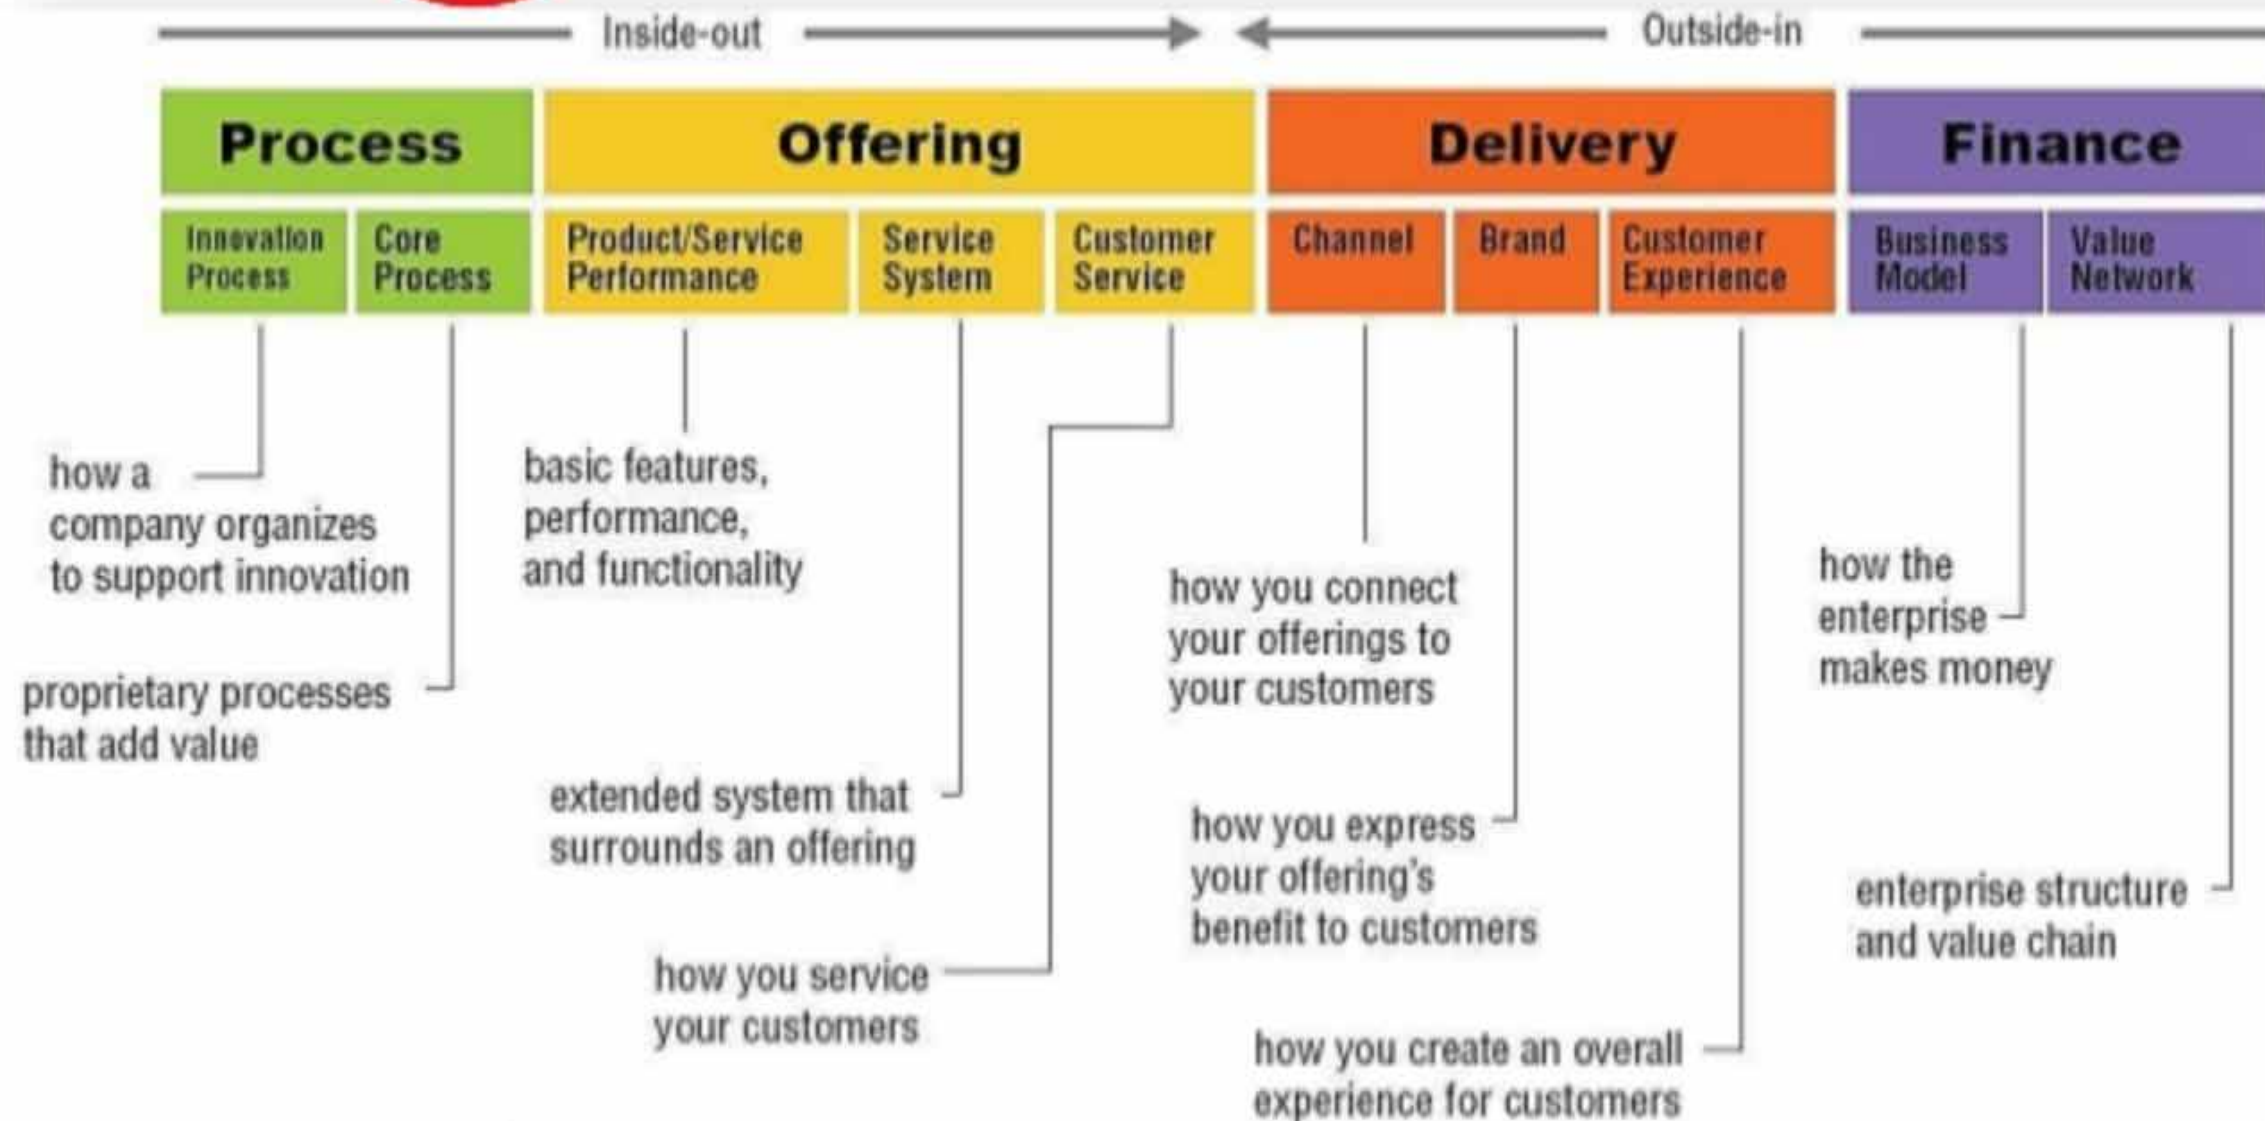 Inside-out
Outside-in
Process
Offering
Delivery
Finance
Innovation
Process
Core
Process
Product/Service
Performance
Service
System
Customer
Service
Channel
Brand
Customer
Experience
Business
Model
Value
Network
how a
company organizes
to support innovation
proprietary processes
that add value
basic features,
performance,
and functionality
extended system that
surrounds an offering
how you service
your customers
how you connect
your offerings to
your customers
how you express
your offering's
benefit to customers
how you create an overall
experience for customers
how the
enterprise
makes money
enterprise structure
and value chain